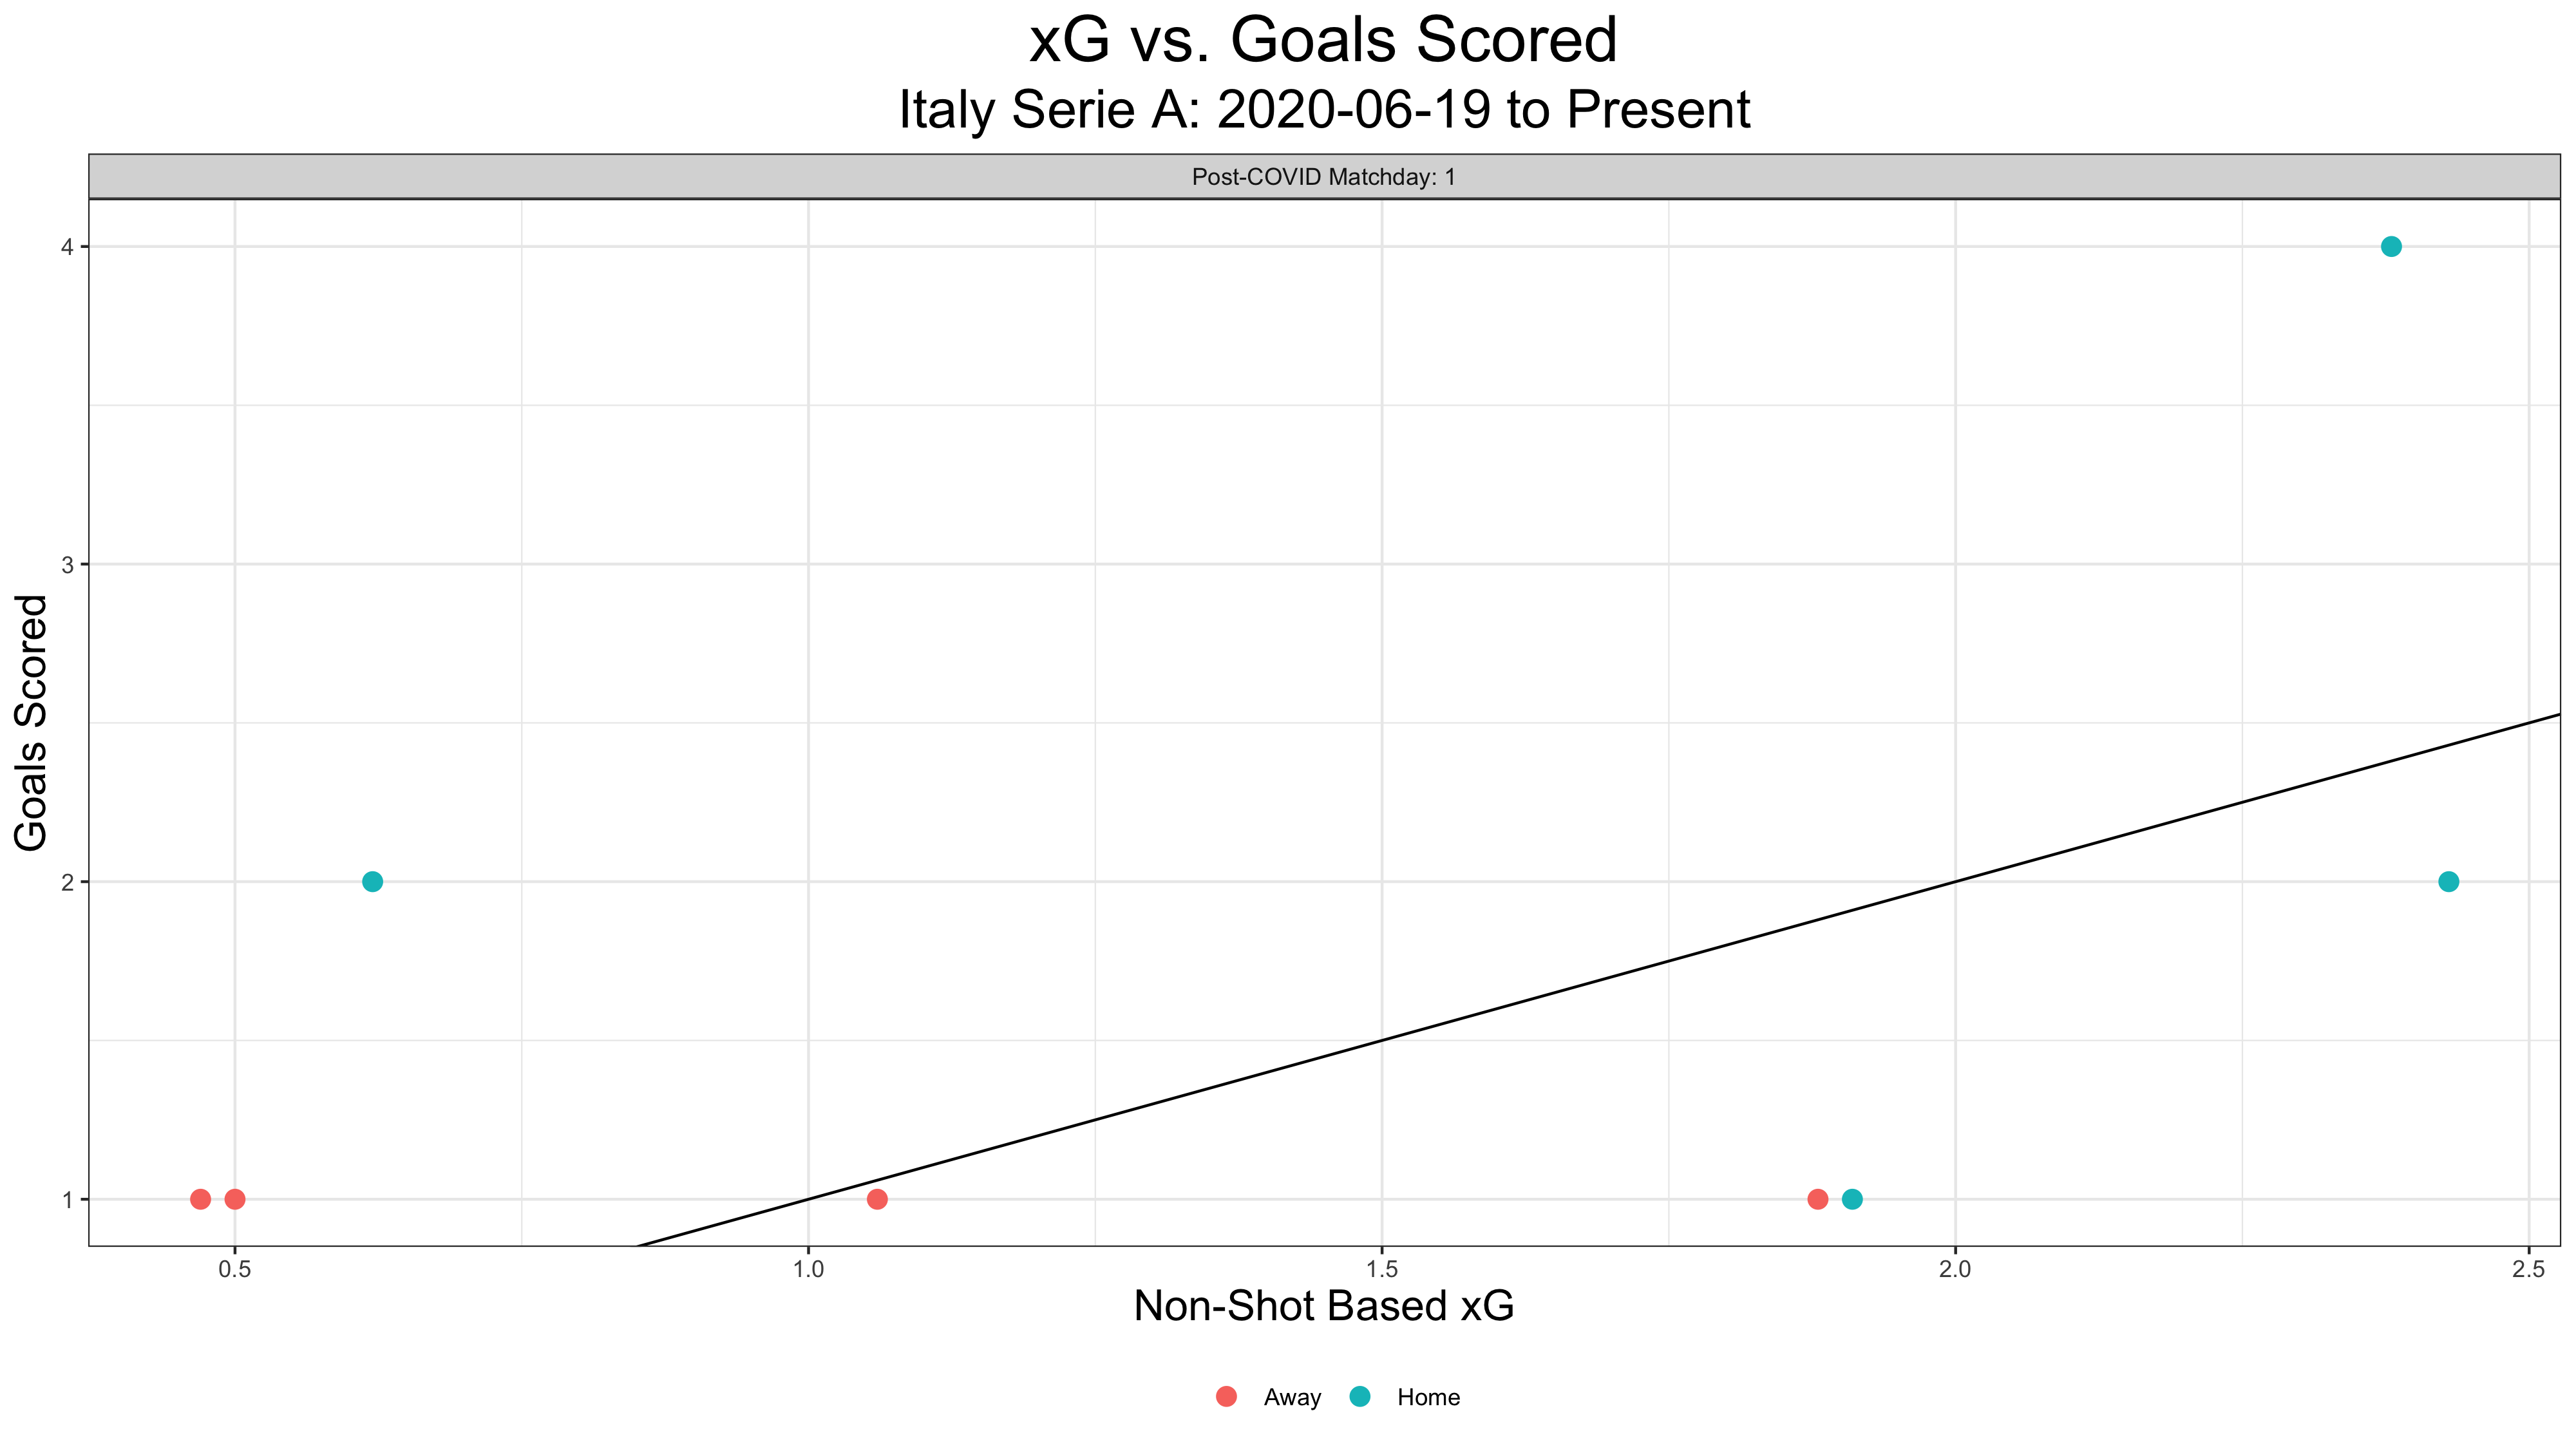 xG vs. Goals Scored
Italy Serie A: 2020-06-19 to Present
Post-COVID Matchday: 1
Goals Scored
4
3
2
1
0.5 1.0 1.5 2.0 2.5
Non-Shot Based xG
Away Home